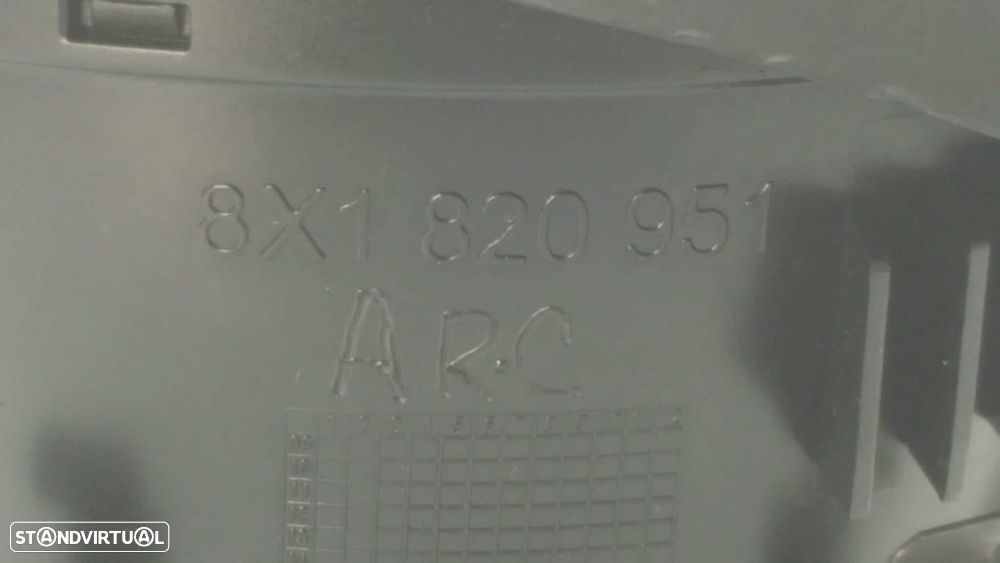 8X1 820 951
ARC
STANDVIRTUAL